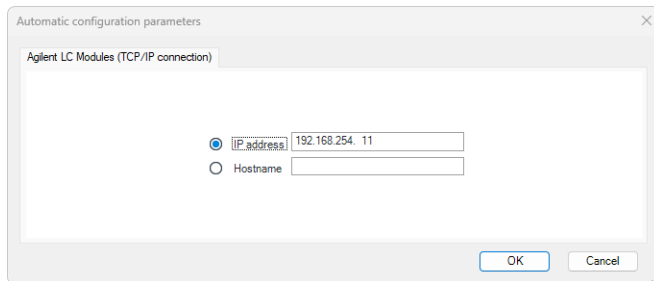 Automatic configuration parameters
Agilent LC Modules (TCP/IP connection)
IP address 192.168.254. 11
Hostname
OK Cancel